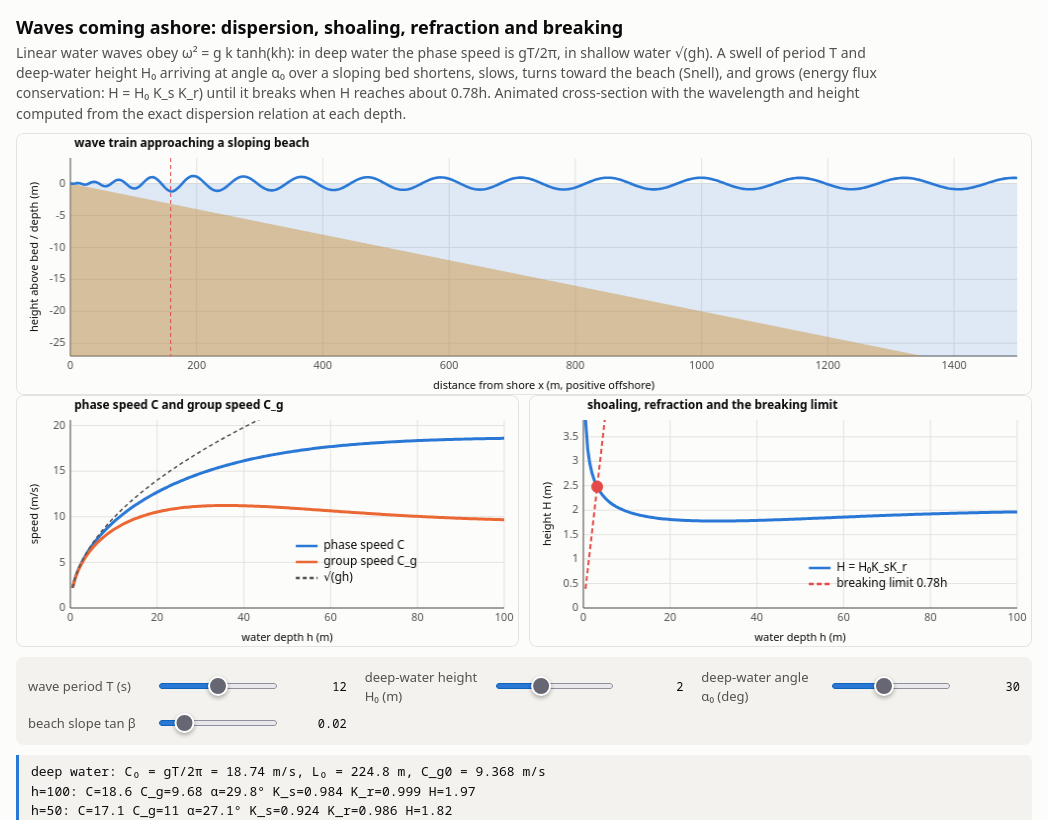 Waves coming ashore: dispersion, shoaling, refraction and breaking
Linear water waves obey ω² = g k tanh(kh): in deep water the phase speed is gT/2π, in shallow water √(gh). A swell of period T and
deep-water height H₀ arriving at angle α₀ over a sloping bed shortens, slows, turns toward the beach (Snell), and grows (energy flux
conservation: H = H₀ K_s K_r) until it breaks when H reaches about 0.78h. Animated cross-section with the wavelength and height
computed from the exact dispersion relation at each depth.
wave train approaching a sloping beach
height above bed / depth (m)
0
-5
-10
-15
-20
-25
0 200 400 600 800 1000 1200 1400
distance from shore x (m, positive offshore)
phase speed C and group speed C_g
speed (m/s)
20
15
10
5
0
phase speed C
group speed C_g
√(gh)
0 20 40 60 80 100
water depth h (m)
shoaling, refraction and the breaking limit
height H (m)
3.5
3
2.5
2
1.5
1
0.5
0
H = H₀K_sK_r
breaking limit 0.78h
0 20 40 60 80 100
water depth h (m)
wave period T (s) 12
deep-water height
H₀ (m) 2
deep-water angle
α₀ (deg) 30
beach slope tan β 0.02
deep water: C₀ = gT/2π = 18.74 m/s, L₀ = 224.8 m, C_g0 = 9.368 m/s
h=100: C=18.6 C_g=9.68 α=29.8° K_s=0.984 K_r=0.999 H=1.97
h=50: C=17.1 C_g=11 α=27.1° K_s=0.924 K_r=0.986 H=1.82